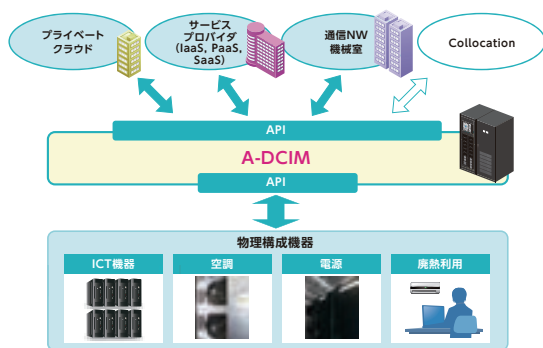 プライベート
クラウド
サービス
プロバイダ
(IaaS, PaaS,
SaaS)
通信NW
機械室
Collocation
API
A-DCIM
API
物理構成機器
ICT機器
空調
電源
廃熱利用